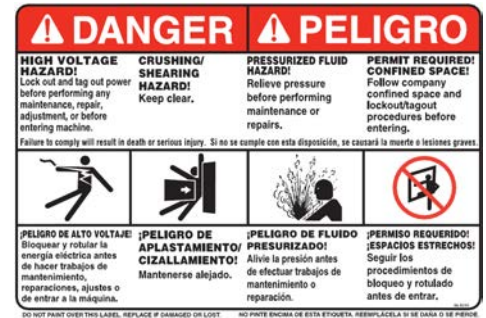 DANGER
PELIGRO
HIGH VOLTAGE
HAZARD!
Lock out and tag out power
before performing any
maintenance, repair,
adjustment, or before
entering machine.
CRUSHING/
SHEARING
HAZARD!
Keep clear.
PRESSURIZED FLUID
HAZARD!
Relieve pressure
before performing
maintenance or
repairs.
PERMIT REQUIRED!
CONFINED SPACE!
Follow company
confined space and
lockout/tagout
procedures before
entering.
Failure to comply will result in death or serious injury. Si no se cumple con esta disposición, se causará la muerte o lesiones graves.
¡PELIGRO DE ALTO VOLTAJE!
Bloquear y rotular la
energía eléctrica antes
de hacer trabajos de
mantenimiento,
reparaciones, ajustes o
de entrar a la máquina.
¡PELIGRO DE
APLASTAMIENTO/
CIZALLAMIENTO!
Mantenerse alejado.
¡PELIGRO DE FLUIDO
PRESURIZADO!
Alivie la presión antes
de efectuar trabajos de
mantenimiento o
reparación.
¡PERMISO REQUERIDO!
¡ESPACIOS ESTRECHOS!
Seguir los
procedimientos de
bloqueo y rotulado
antes de entrar.
DO NOT PAINT OVER THIS LABEL, REPLACE IF DAMAGED OR LOST. NO PINTE ENCIMA DE ESTA ETIQUETA. REEMPLÁCELA SI SE DAÑA O SE PIERDE.